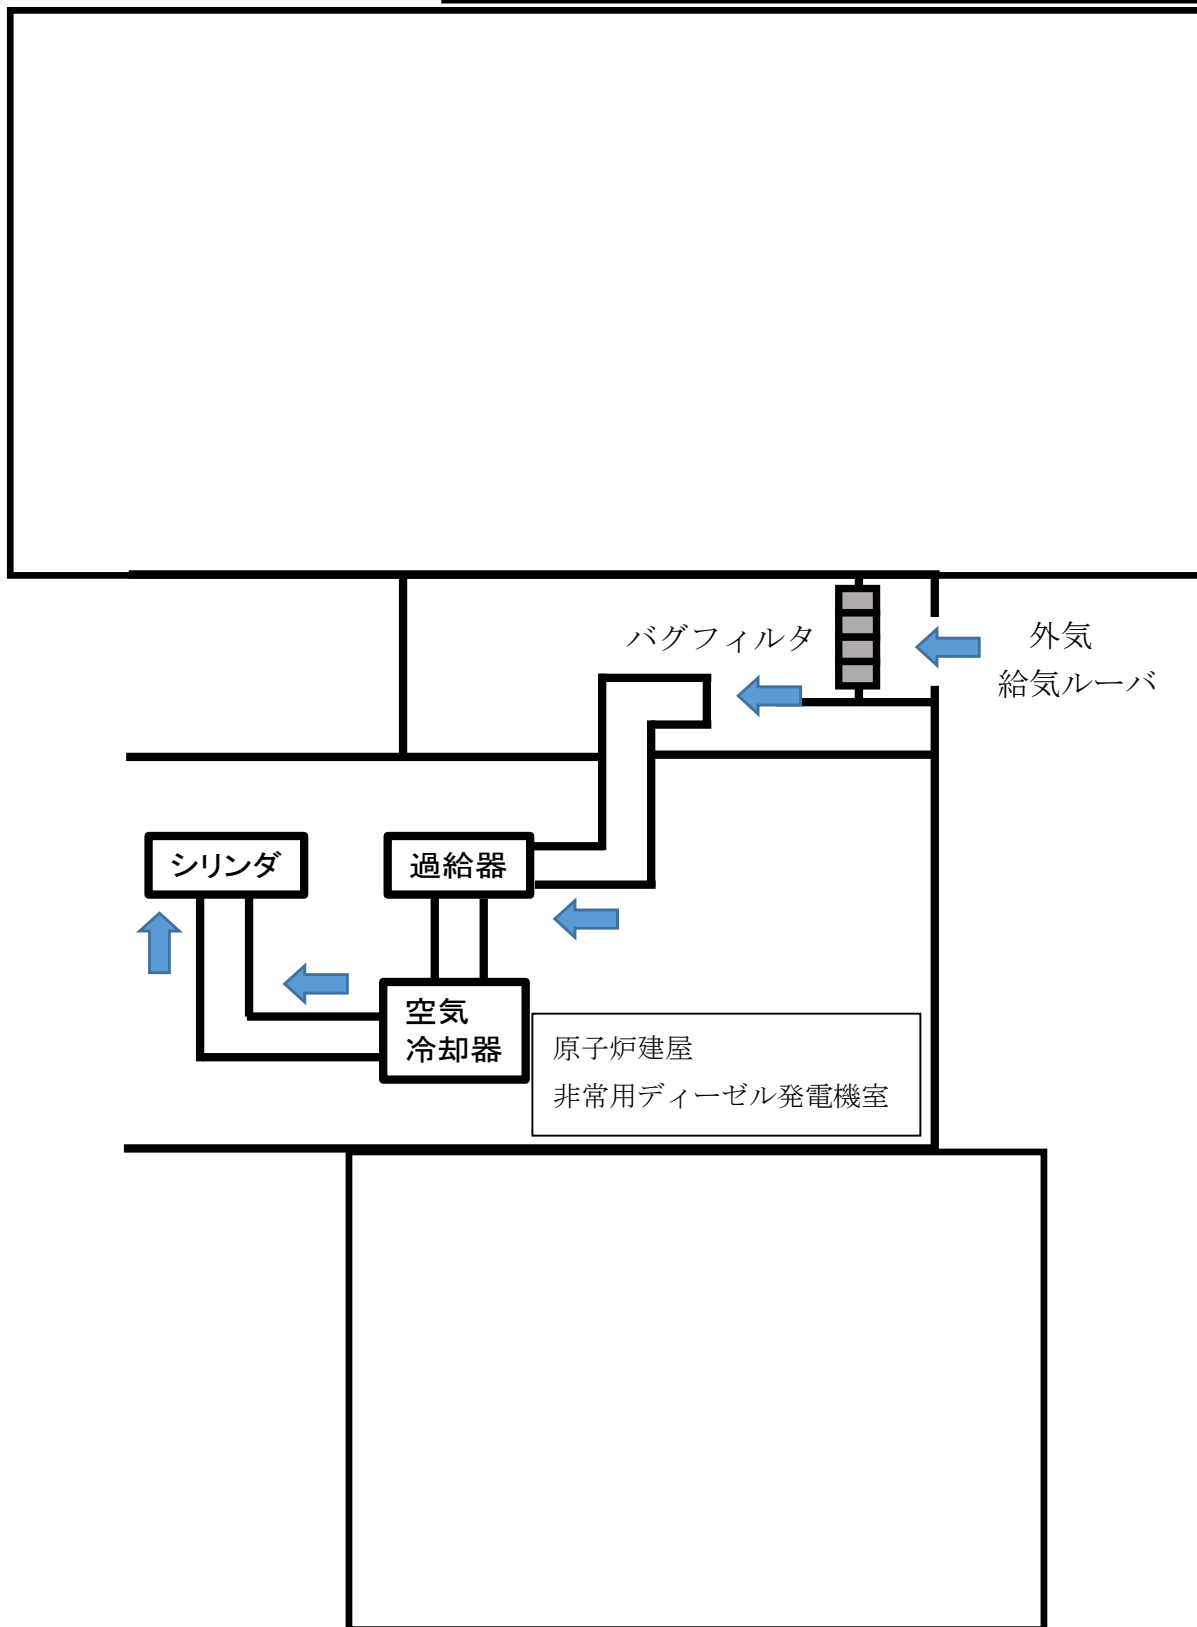 バグフィルタ
外気
給気ルーバ
シリンダ
過給器
空気
冷却器
原子炉建屋
非常用ディーゼル発電機室